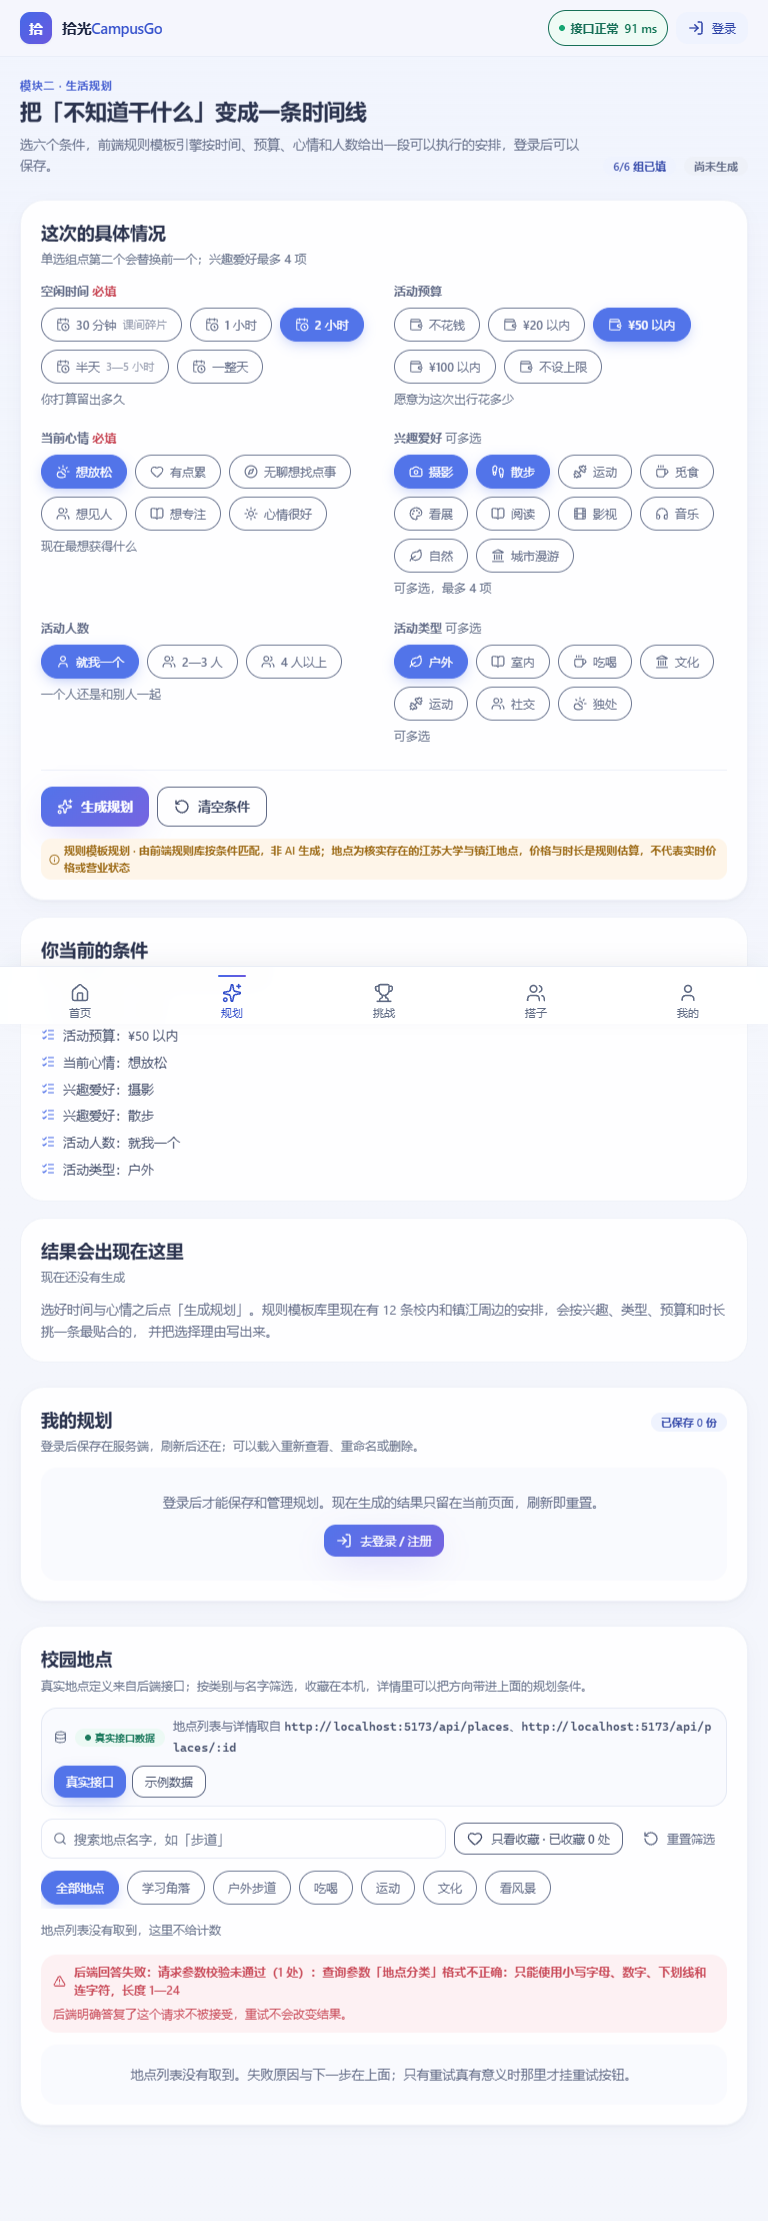 拾 拾光CampusGo
接口正常 91 ms
登录
模块二 · 生活规划
把「不知道干什么」变成一条时间线
选六个条件，前端规则模板引擎按时间、预算、心情和人数给出一段可以执行的安排，登录后可以
保存。
6/6 组已填 尚未生成
这次的具体情况
单选组点第二个会替换前一个；兴趣爱好最多 4 项
空闲时间 必填
30 分钟 课间碎片 1 小时 2 小时
半天 3—5 小时 一整天
你打算留出多久
活动预算
不花钱 ¥20 以内 ¥50 以内
¥100 以内 不设上限
愿意为这次出行花多少
当前心情 必填
想放松 有点累 无聊想找点事
想见人 想专注 心情很好
现在最想获得什么
兴趣爱好 可多选
摄影 散步 运动 觅食
看展 阅读 影视 音乐
自然 城市漫游
可多选，最多 4 项
活动人数
就我一个 2—3 人 4 人以上
一个人还是和别人一起
活动类型 可多选
户外 室内 吃喝 文化
运动 社交 独处
可多选
生成规划 清空条件
规则模板规划 · 由前端规则库按条件匹配，非 AI 生成；地点为核实存在的江苏大学与镇江地点，价格与时长是规则估算，不代表实时价
格或营业状态
你当前的条件
首页 规划 挑战 搭子 我的
活动预算：¥50 以内
当前心情：想放松
兴趣爱好：摄影
兴趣爱好：散步
活动人数：就我一个
活动类型：户外
结果会出现在这里
现在还没有生成
选好时间与心情之后点「生成规划」。规则模板库里现在有 12 条校内和镇江周边的安排，会按兴趣、类型、预算和时长
挑一条最贴合的， 并把选择理由写出来。
我的规划
已保存 0 份
登录后保存在服务端，刷新后还在；可以载入重新查看、重命名或删除。
登录后才能保存和管理规划。现在生成的结果只留在当前页面，刷新即重置。
去登录 / 注册
校园地点
真实地点定义来自后端接口；按类别与名字筛选，收藏在本机，详情里可以把方向带进上面的规划条件。
真实接口数据
地点列表与详情取自 http://localhost:5173/api/places、http://localhost:5173/api/p
laces/:id
真实接口 示例数据
搜索地点名字，如「步道」
只看收藏 · 已收藏 0 处
重置筛选
全部地点 学习角落 户外步道 吃喝 运动 文化 看风景
地点列表没有取到，这里不给计数
后端回答失败：请求参数校验未通过（1 处）：查询参数「地点分类」格式不正确：只能使用小写字母、数字、下划线和
连字符，长度 1—24
后端明确答复了这个请求不被接受，重试不会改变结果。
地点列表没有取到。失败原因与下一步在上面；只有重试真有意义时那里才挂重试按钮。